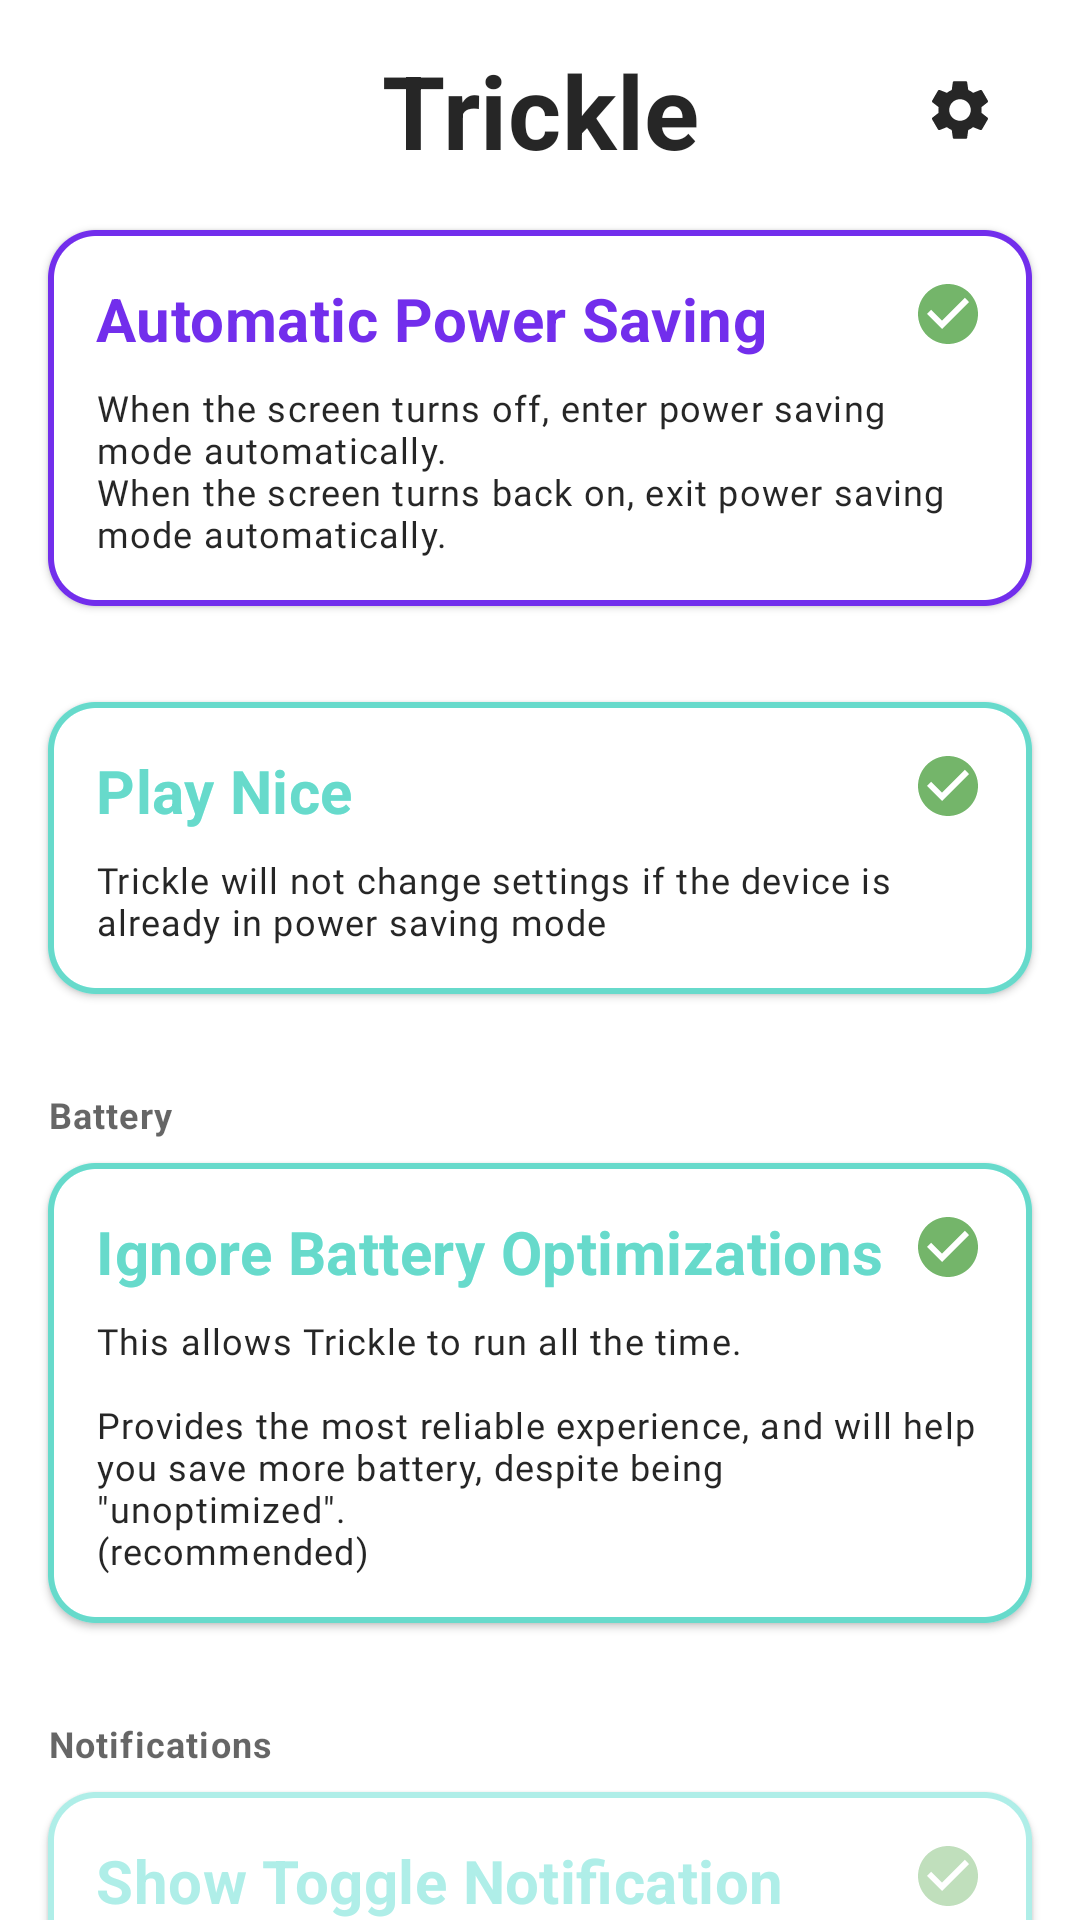 Trickle
Automatic Power Saving
When the screen turns off, enter power saving
mode automatically.
When the screen turns back on, exit power saving
mode automatically.
Play Nice
Trickle will not change settings if the device is
already in power saving mode
Battery
Ignore Battery Optimizations
This allows Trickle to run all the time.
Provides the most reliable experience, and will help
you save more battery, despite being
"unoptimized".
(recommended)
Notifications
Show Toggle Notification